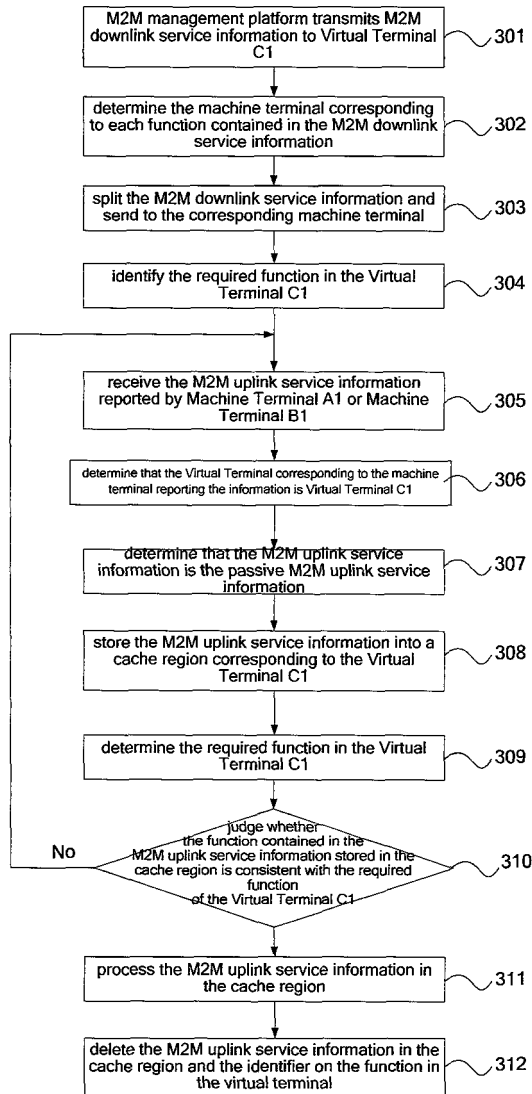 M2M management platform transmits M2M
downlink service information to Virtual Terminal
C1
301
determine the machine terminal corresponding
to each function contained in the M2M downlink
service information
302
split the M2M downlink service information and
send to the corresponding machine terminal
303
identify the required function in the Virtual
Terminal C1
304
receive the M2M uplink service information
reported by Machine Terminal A1 or Machine
Terminal B1
305
determine that the Virtual Terminal corresponding to the machine
terminal reporting the information is Virtual Terminal C1
306
determine that the M2M uplink service
information is the passive M2M uplink service
information
307
store the M2M uplink service information into a
cache region corresponding to the Virtual
Terminal C1
308
determine the required function in the Virtual
Terminal C1
309
No
judge whether
the function contained in the
M2M uplink service information stored in the
cache region is consistent with the required
function
of the Virtual Terminal C1
310
process the M2M uplink service information in
the cache region
311
delete the M2M uplink service information in the
cache region and the identifier on the function in
the virtual terminal
312